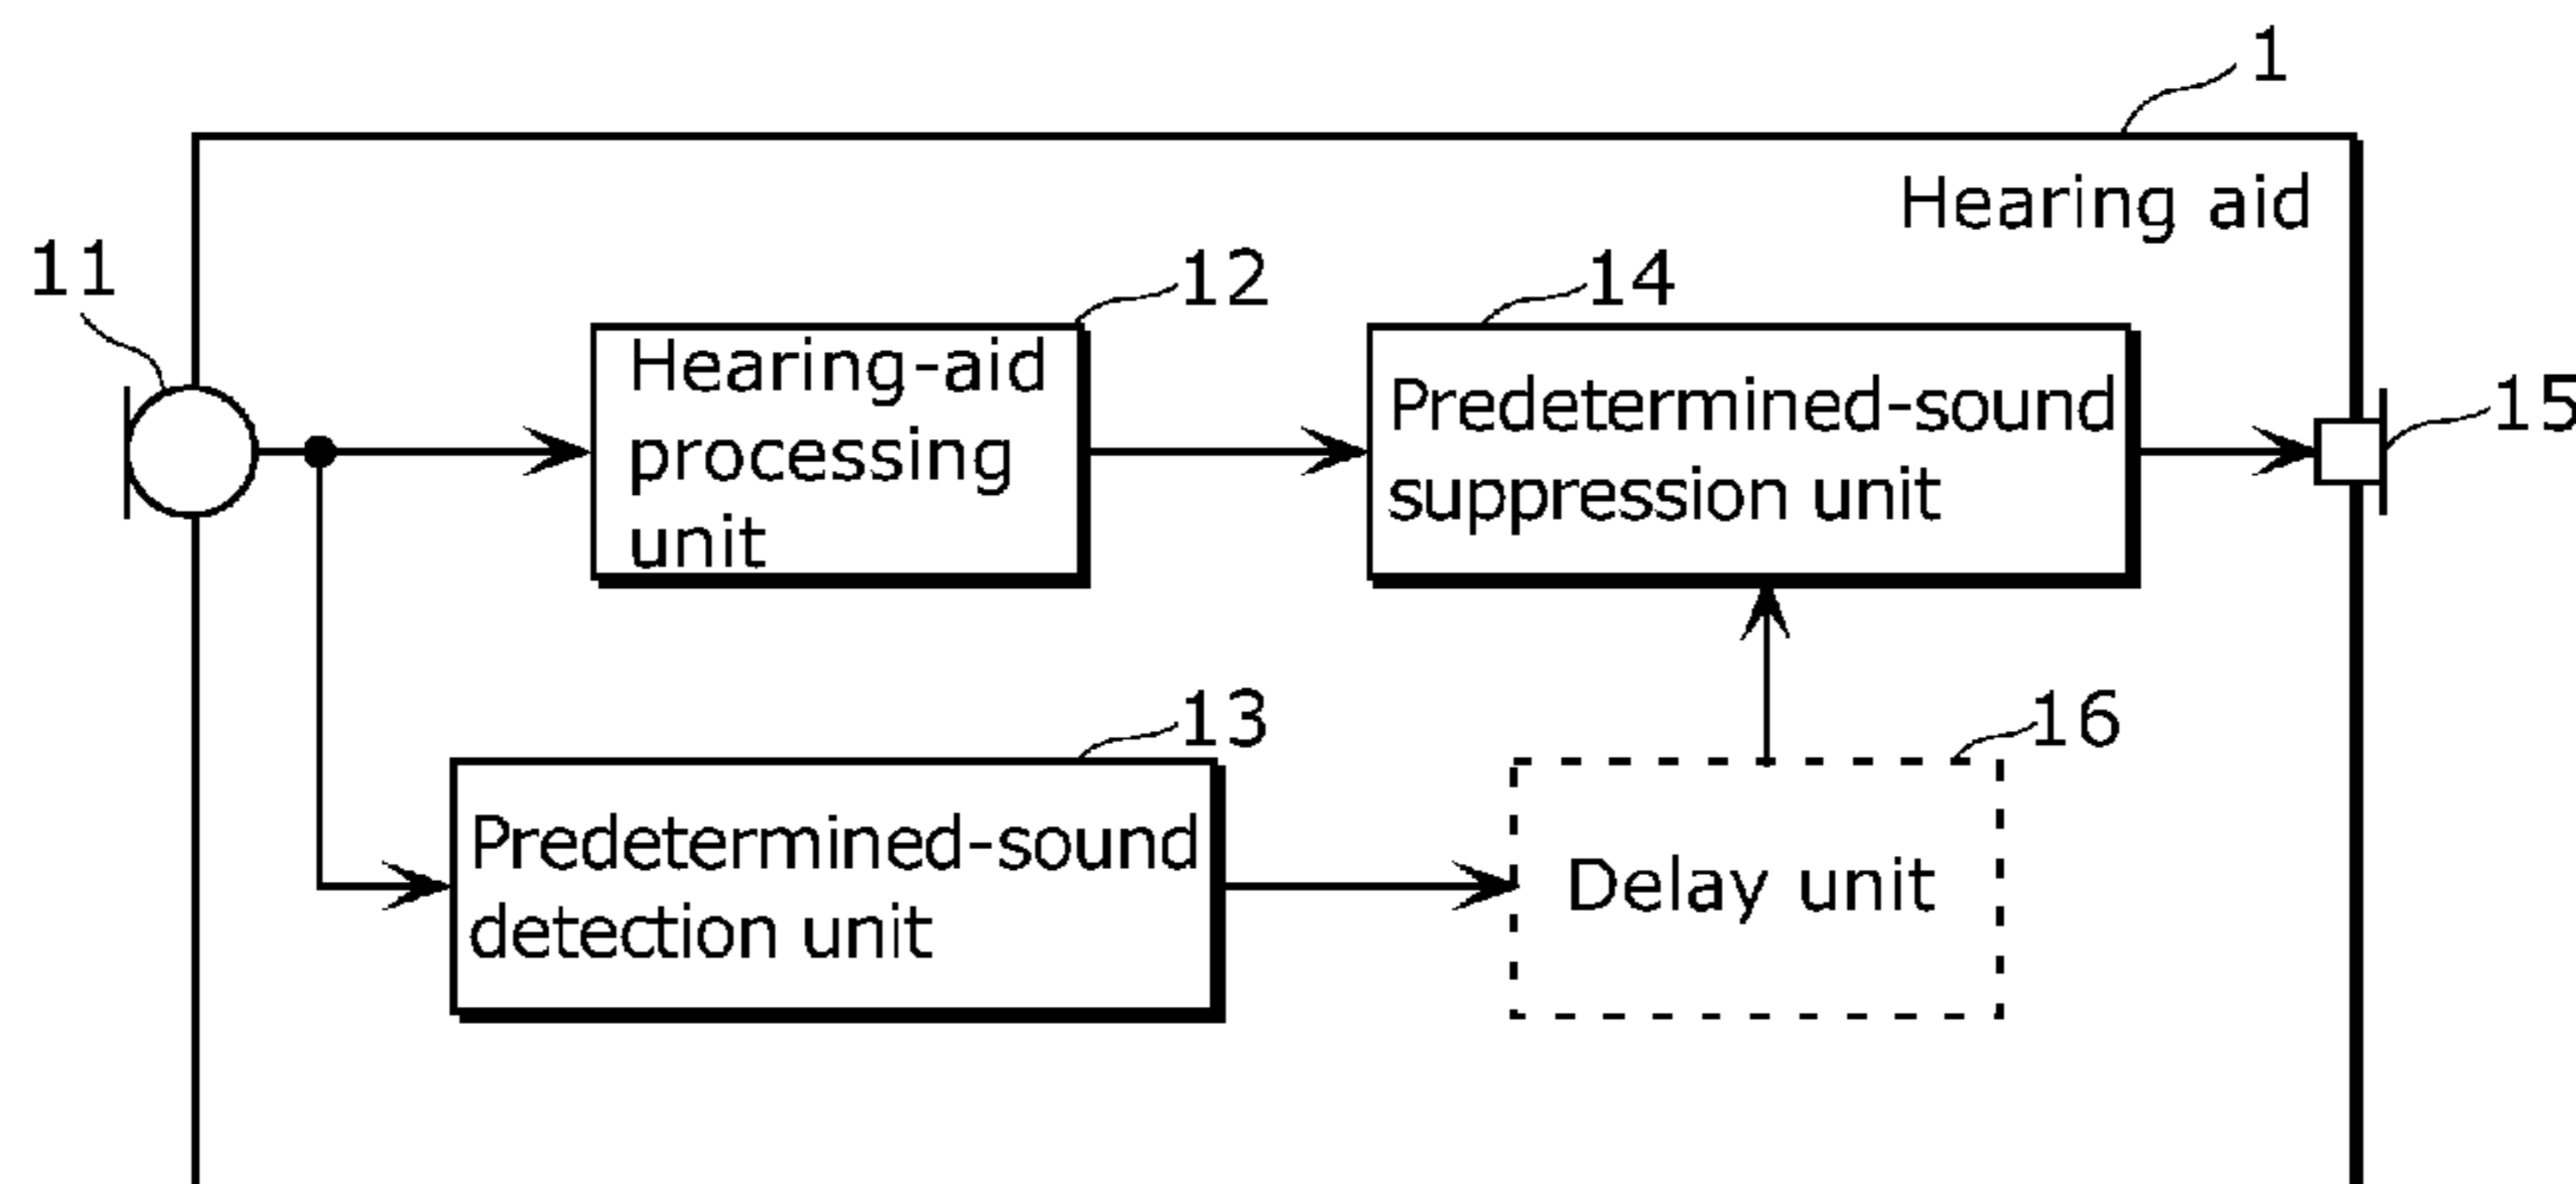 1
Hearing aid
11
12
14
Hearing-aid
processing
unit
Predetermined-sound
suppression unit
15
13
16
Predetermined-sound
detection unit
Delay unit